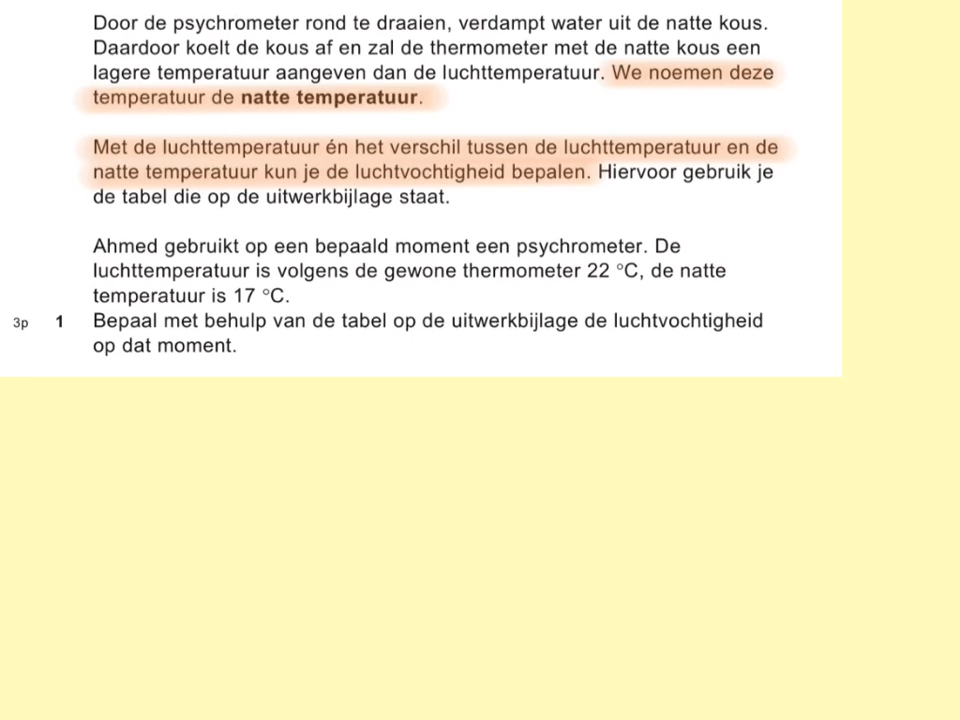 Door de psychrometer rond te draaien, verdampt water uit de natte kous.
Daardoor koelt de kous af en zal de thermometer met de natte kous een
lagere temperatuur aangeven dan de luchttemperatuur. We noemen deze
temperatuur de natte temperatuur.
Met de luchttemperatuur én het verschil tussen de luchttemperatuur en de
natte temperatuur kun je de luchtvochtigheid bepalen. Hiervoor gebruik je
de tabel die op de uitwerkbijlage staat.
Ahmed gebruikt op een bepaald moment een psychrometer. De
luchttemperatuur is volgens de gewone thermometer 22 °C, de natte
temperatuur is 17 °C.
3p 1 Bepaal met behulp van de tabel op de uitwerkbijlage de luchtvochtigheid
op dat moment.